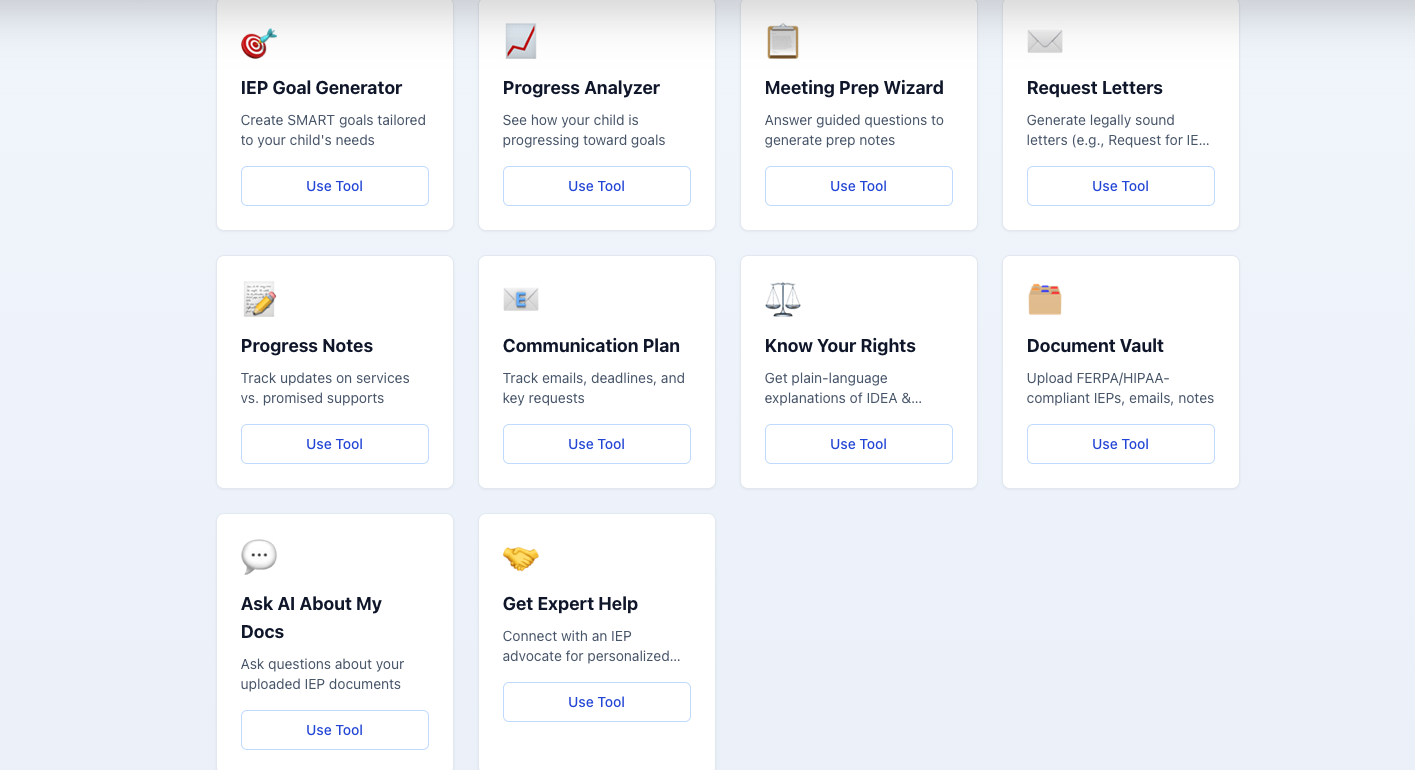 IEP Goal Generator
Create SMART goals tailored
to your child's needs
Use Tool
Progress Analyzer
See how your child is
progressing toward goals
Use Tool
Meeting Prep Wizard
Answer guided questions to
generate prep notes
Use Tool
Request Letters
Generate legally sound
letters (e.g., Request for IE...
Use Tool
Progress Notes
Track updates on services
vs. promised supports
Use Tool
Communication Plan
Track emails, deadlines, and
key requests
Use Tool
Know Your Rights
Get plain-language
explanations of IDEA &...
Use Tool
Document Vault
Upload FERPA/HIPAA-
compliant IEPs, emails, notes
Use Tool
Ask AI About My
Docs
Ask questions about your
uploaded IEP documents
Use Tool
Get Expert Help
Connect with an IEP
advocate for personalized...
Use Tool